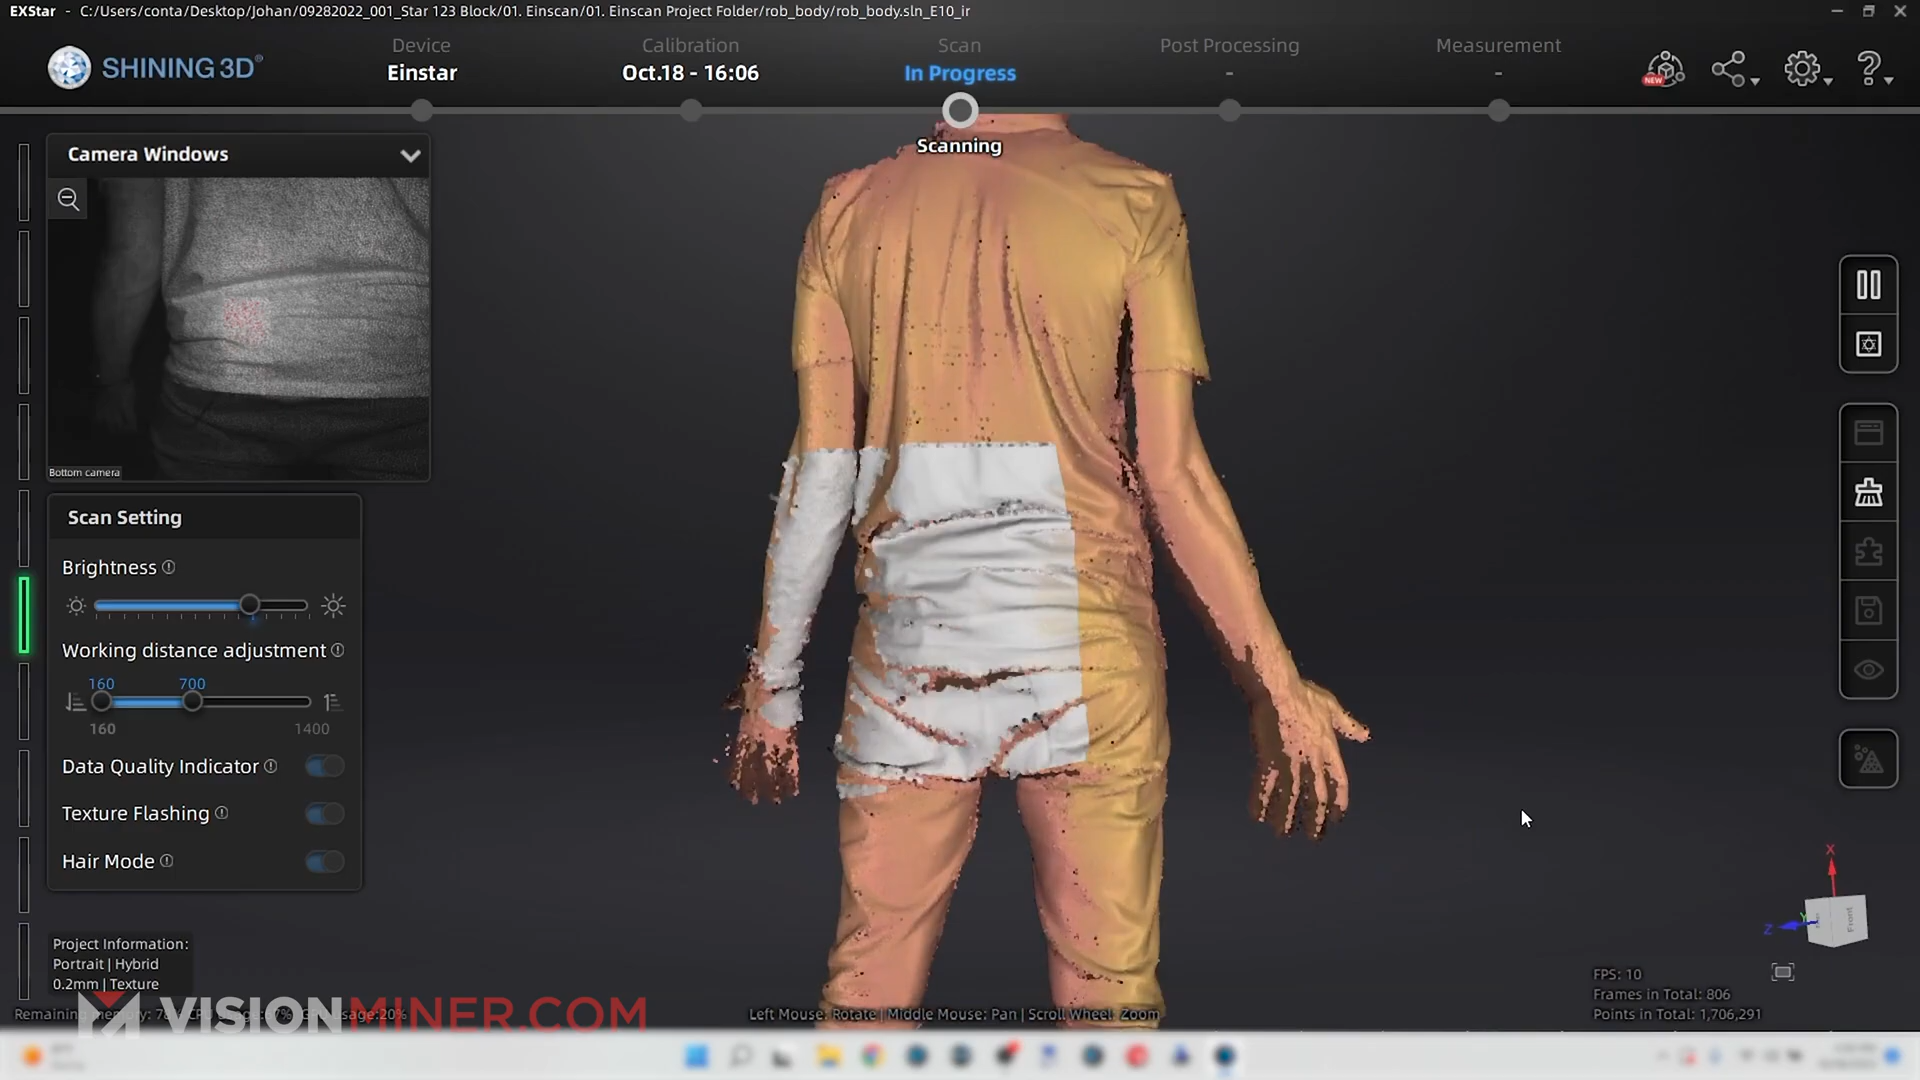 EXStar - C:/Users/conta/Desktop/Johan/09282022_001_Star 123 Block/01. Einscan/01. Einscan Project Folder/rob_body/rob_body.sln_E10_ir
SHINING 3D®
Device
Einstar
Calibration
Oct.18 - 16:06
Scan
In Progress
Scanning
Post Processing
-
Measurement
-
NEW
Camera Windows
Bottom camera
Scan Setting
Brightness
Working distance adjustment
160 700
160 1400
Data Quality Indicator
Texture Flashing
Hair Mode
Project Information:
Portrait | Hybrid
0.2mm | Texture
Remaining memory:
VISIONMINER.COM
Left Mouse: Rotate | Middle Mouse: Pan | Scroll Wheel: Zoom
FPS: 10
Frames in Total: 806
Points in Total: 1,706,291
X
Y
Z
Front